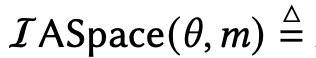 𝓘ASpace(θ, m) ≜